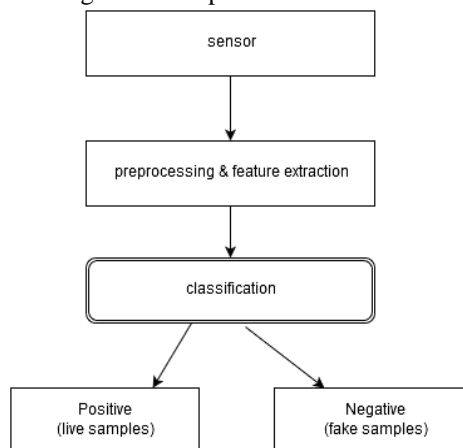 sensor
preprocessing & feature extraction
classification
Positive
(live samples)
Negative
(fake samples)